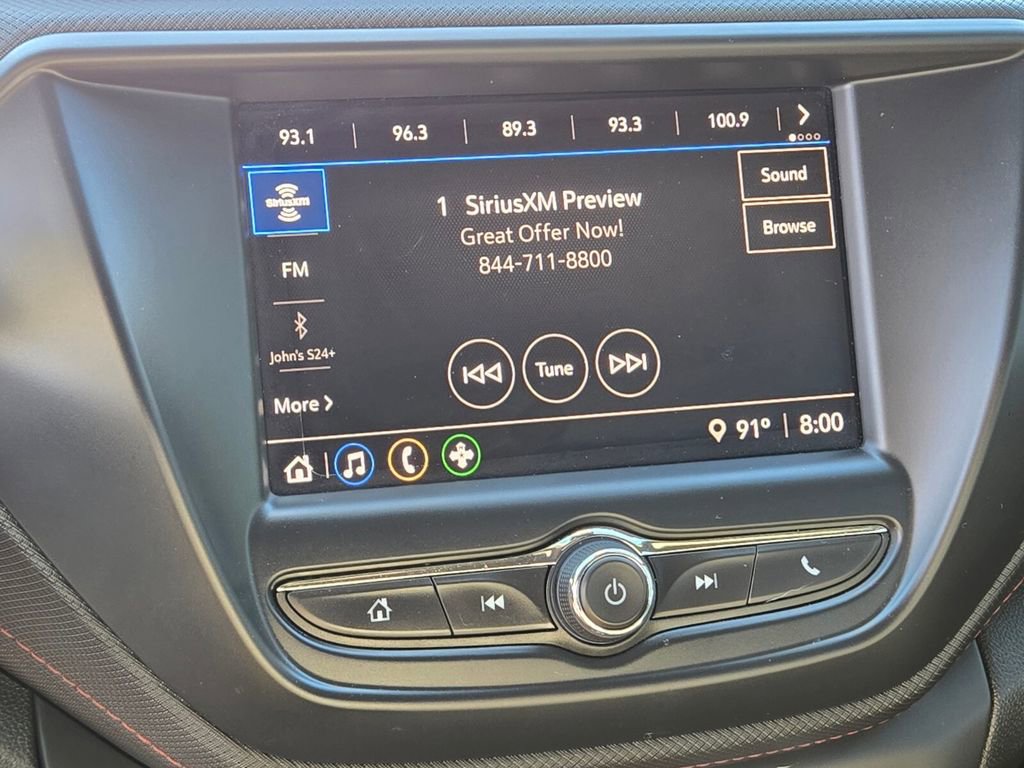 93.1 | 96.3 | 89.3 | 93.3 | 100.9
SiriusXM
1 SiriusXM Preview
Great Offer Now!
844-711-8800
Sound
Browse
FM
John's S24+
More
Tune
91° | 8:00